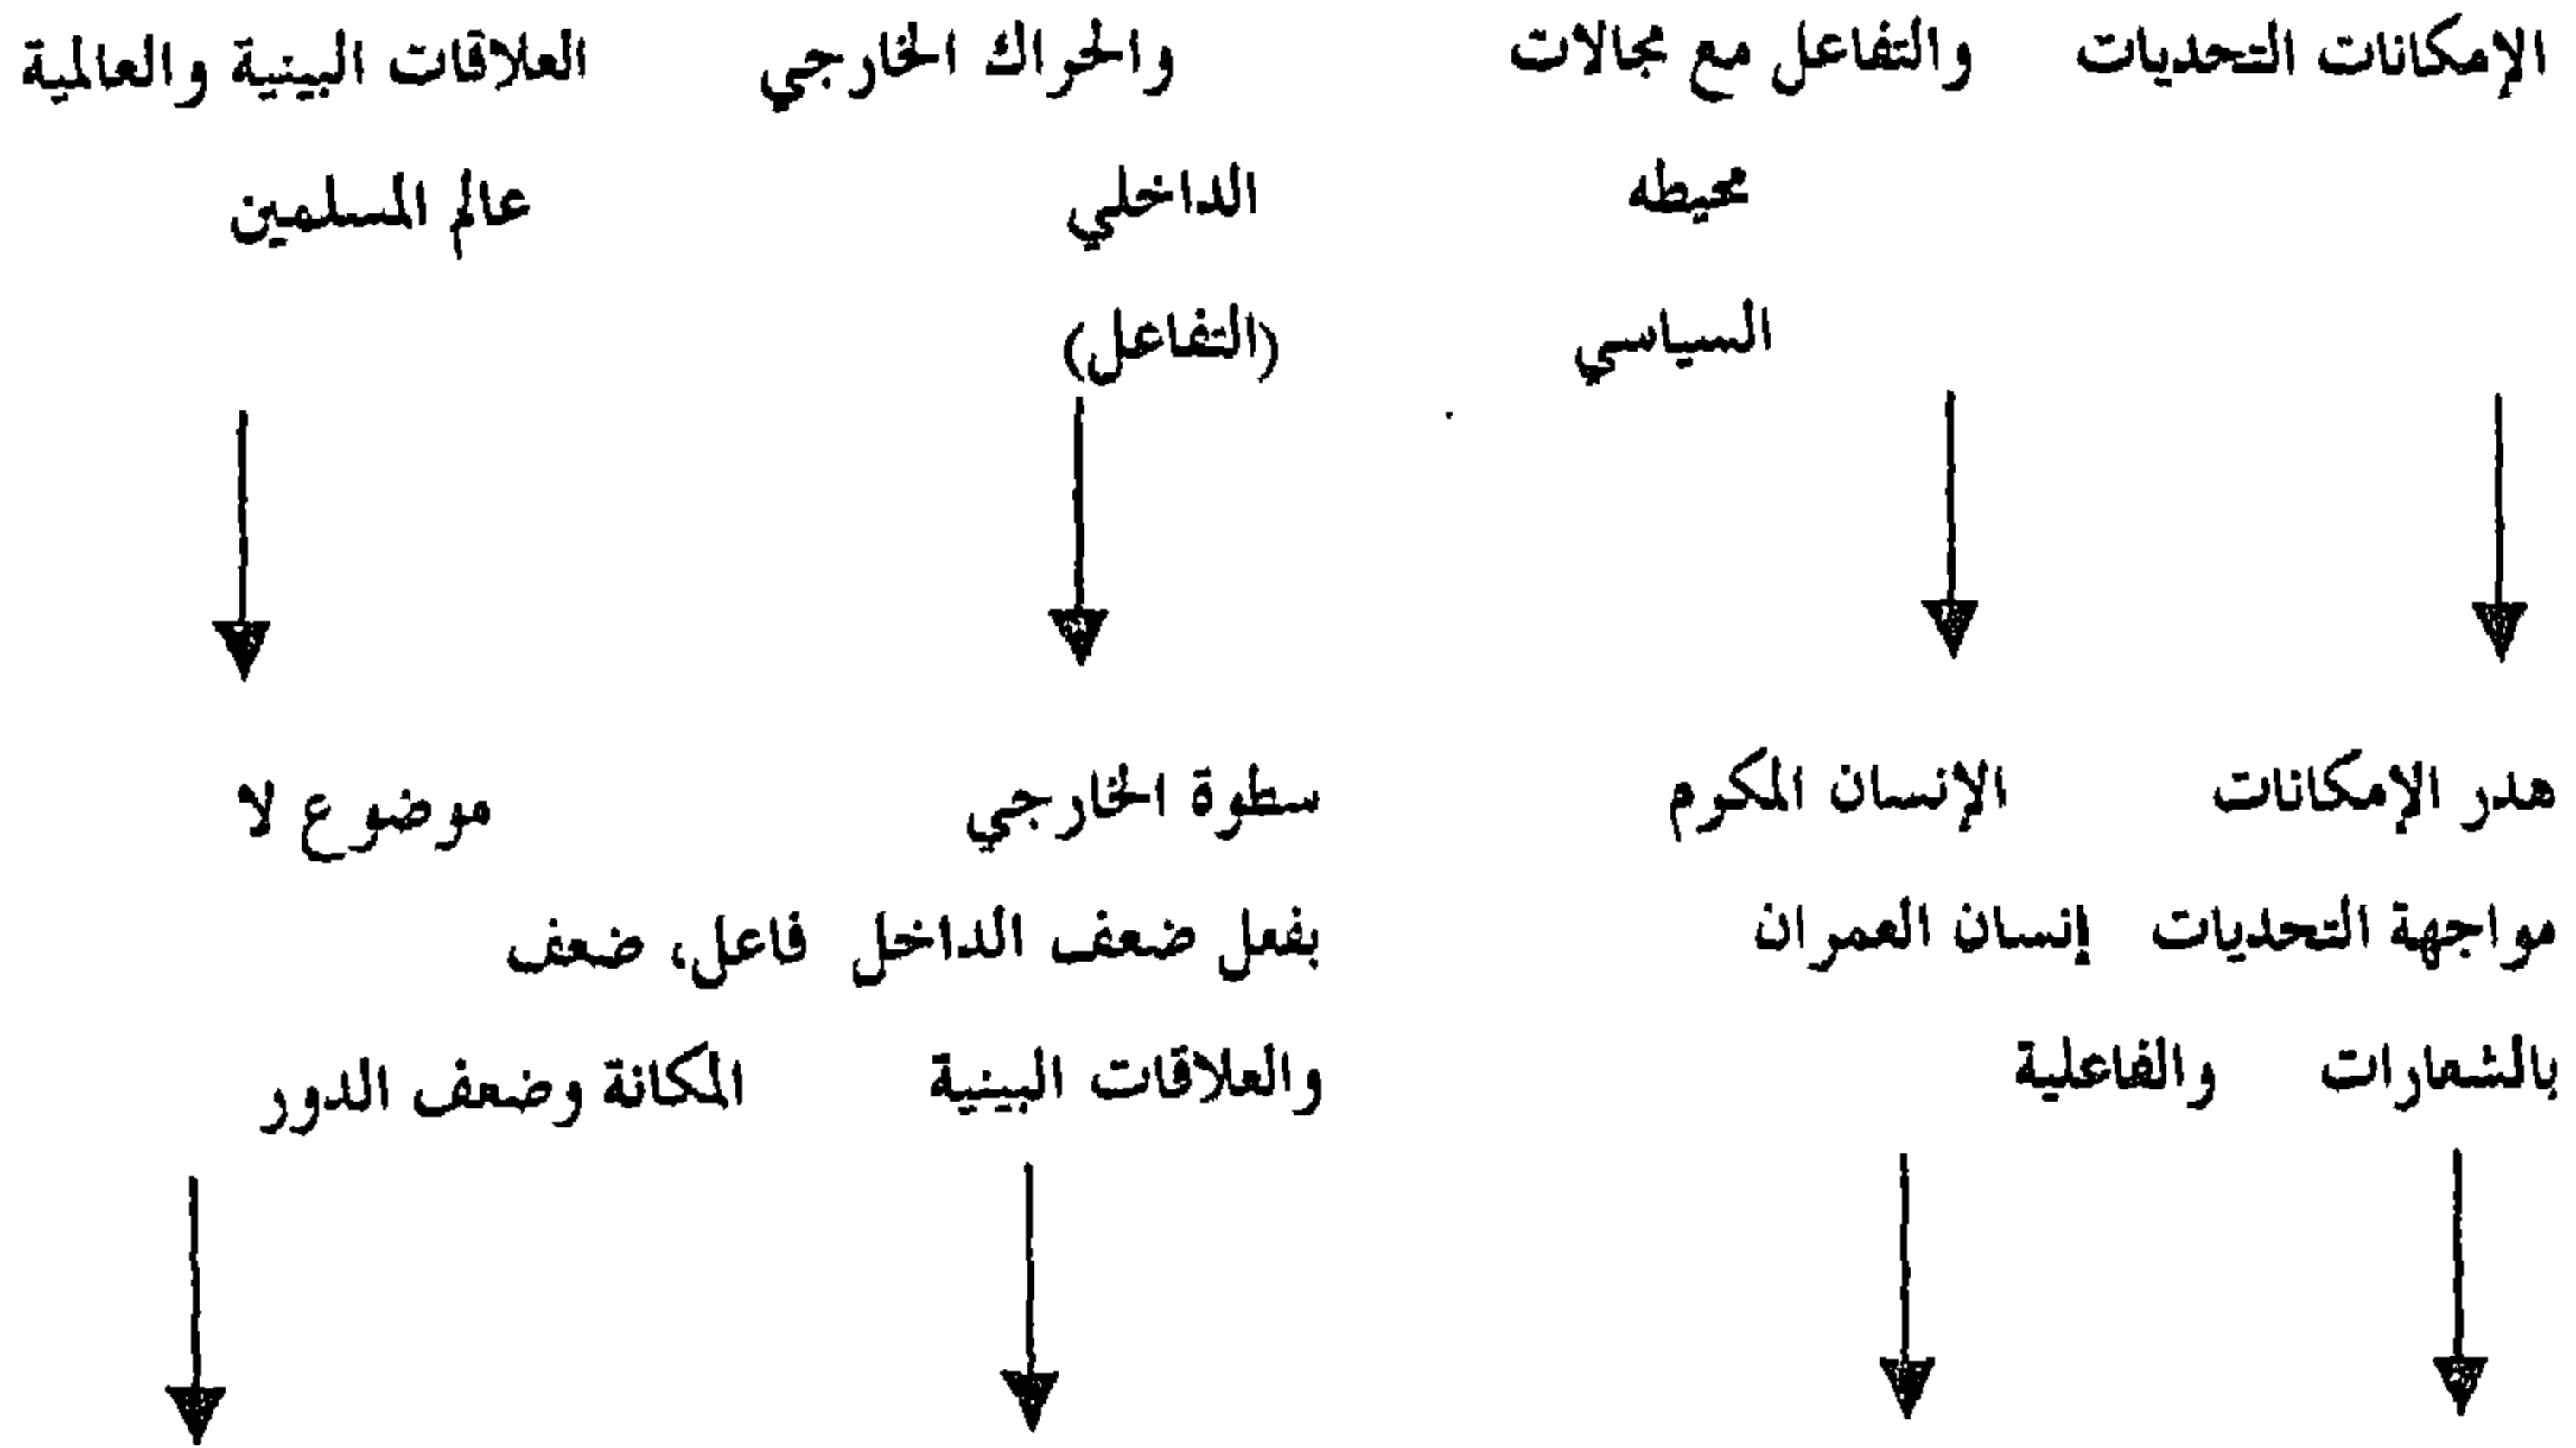 الإمكانات التحديات
والتفاعل مع مجالات
محيطه
السياسي
والحراك الخارجي
الداخلي
(التفاعل)
العلاقات البينية والعالمية
عالم المسلمين
هدر الإمكانات
مواجهة التحديات
بالشعارات
الإنسان المكرم
إنسان العمران
والفاعلية
سطوة الخارجي
بفعل ضعف الداخل
والعلاقات البينية
موضوع لا
فاعل، ضعف
المكانة وضعف الدور